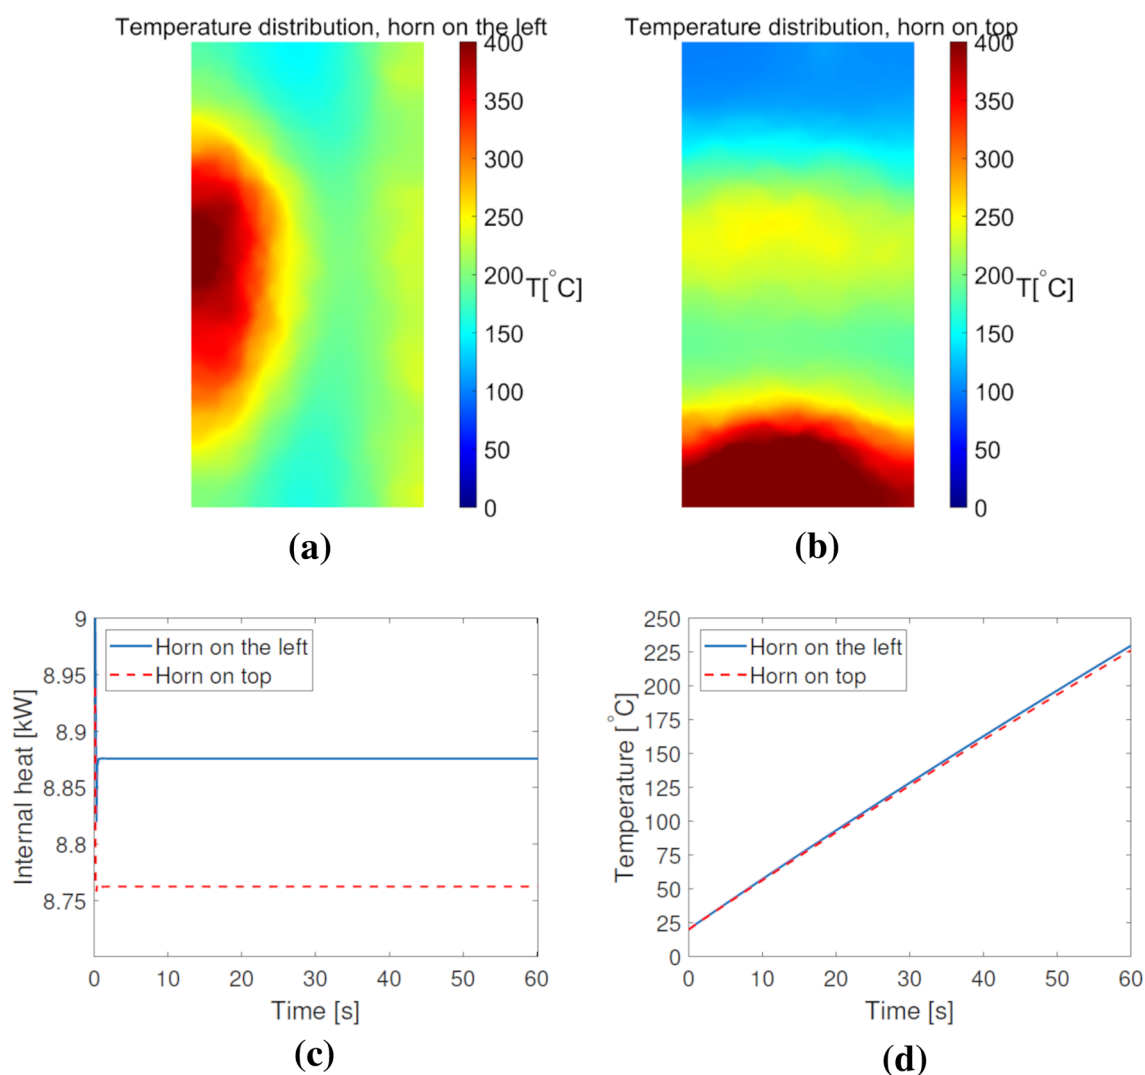 Temperature distribution, horn on the left
400
350
300
250
200
150
100
50
0
T[°C]
(a)
Temperature distribution, horn on top
400
350
300
250
200
150
100
50
0
T[°C]
(b)
9
8.95
8.9
8.85
8.8
8.75
Internal heat [kW]
Horn on the left
Horn on top
0 10 20 30 40 50 60
Time [s]
(c)
250
225
200
175
150
125
100
75
50
25
0
Temperature [°C]
Horn on the left
Horn on top
0 10 20 30 40 50 60
Time [s]
(d)